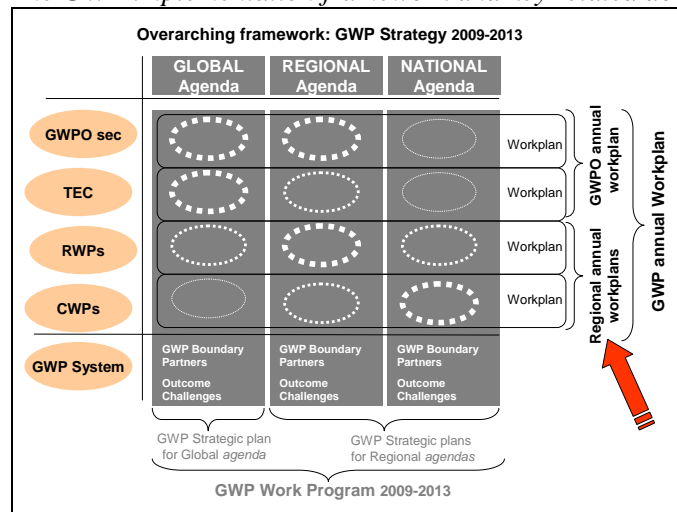 Overarching framework: GWP Strategy 2009-2013
GLOBAL
Agenda
REGIONAL
Agenda
NATIONAL
Agenda
GWPO sec
Workplan
TEC
Workplan
RWPs
Workplan
CWPs
Workplan
GWPO annual
workplan
Regional annual
workplans
GWP annual Workplan
GWP System
GWP Boundary
Partners
Outcome
Challenges
GWP Boundary
Partners
Outcome
Challenges
GWP Boundary
Partners
Outcome
Challenges
GWP Strategic plan
for Global agenda
GWP Strategic plans
for Regional agendas
GWP Work Program 2009-2013